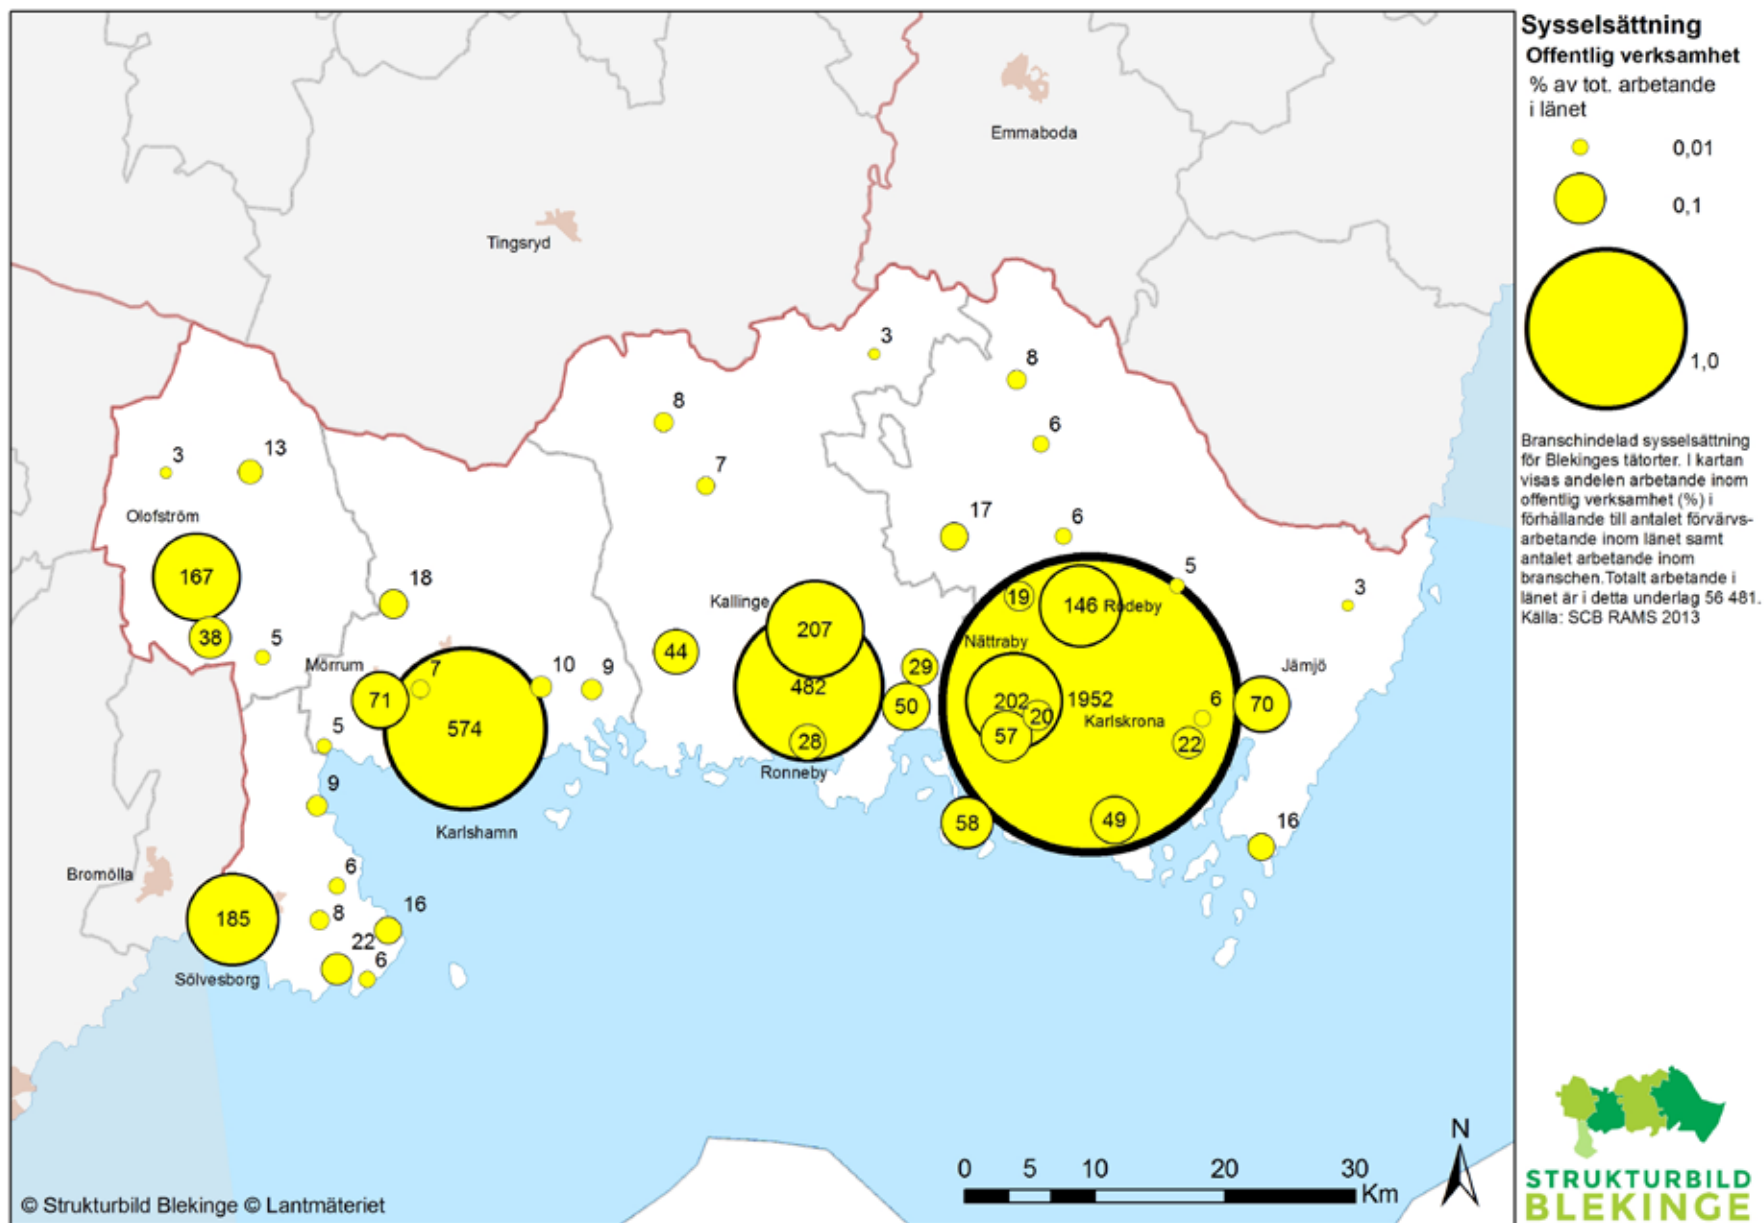 Sysselsättning
Offentlig verksamhet
% av tot. arbetande
i länet
0,01
0,1
1,0
Branschindelad sysselsättning
för Blekinges tätorter. I kartan
visas andelen arbetande inom
offentlig verksamhet (%) i
förhållande till antalet förvärvs-
arbetande inom länet samt
antalet arbetande inom
branschen. Totalt arbetande i
länet är i detta underlag 56 481.
Källa: SCB RAMS 2013
Emmaboda
Tingsryd
3
8
8
6
3
13
7
Olofström
17
6
167
18
5
3
19
Kallinge
146 Rödeby
207
38
Nättraby
5
44
Mörrum
29
Jämjö
7
10
9
482
71
50
202
1952
6
70
20
Karlskrona
574
57
22
28
5
Ronneby
9
58
49
16
Karlshamn
Bromölla
6
185
8
16
22
6
Sölvesborg
N
0 5 10 20 30
Km
© Strukturbild Blekinge © Lantmäteriet
STRUKTURBILD
BLEKINGE